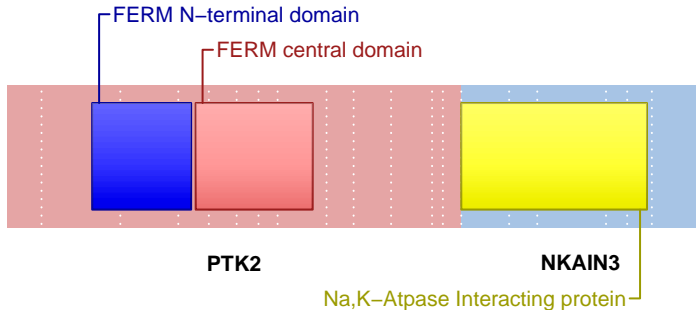 FERM N−terminal domain
FERM central domain
PTK2
NKAIN3
Na,K−Atpase Interacting protein